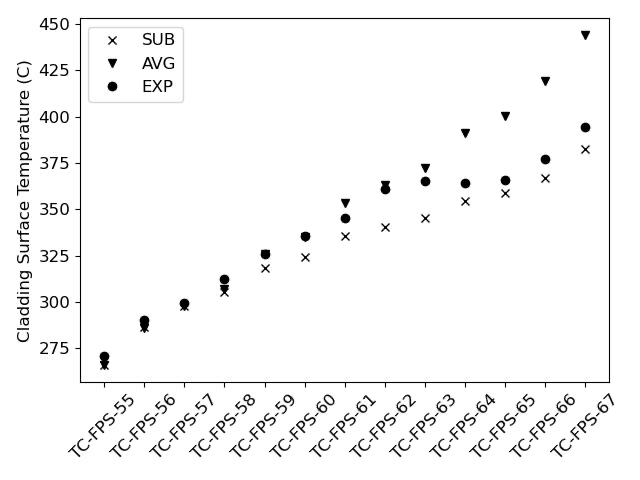 450
425
400
375
350
325
300
275
Cladding Surface Temperature (C)
SUB
AVG
EXP
TC-FPS-55
TC-FPS-56
TC-FPS-57
TC-FPS-58
TC-FPS-59
TC-FPS-60
TC-FPS-61
TC-FPS-62
TC-FPS-63
TC-FPS-64
TC-FPS-65
TC-FPS-66
TC-FPS-67